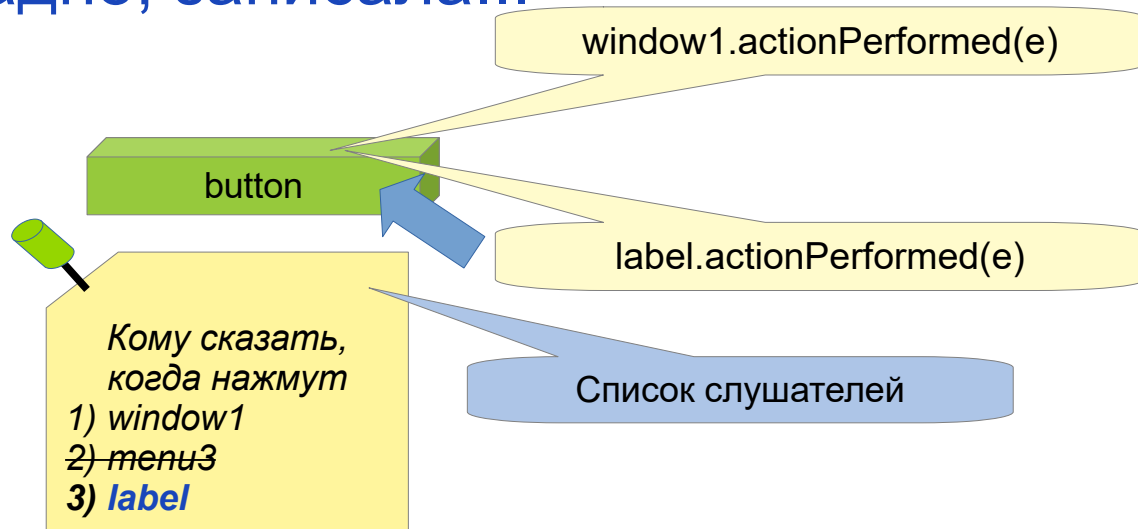 window1.actionPerformed(e)
button
label.actionPerformed(e)
Кому сказать,
когда нажмут
1) window1
2) menu3
3) label
Список слушателей